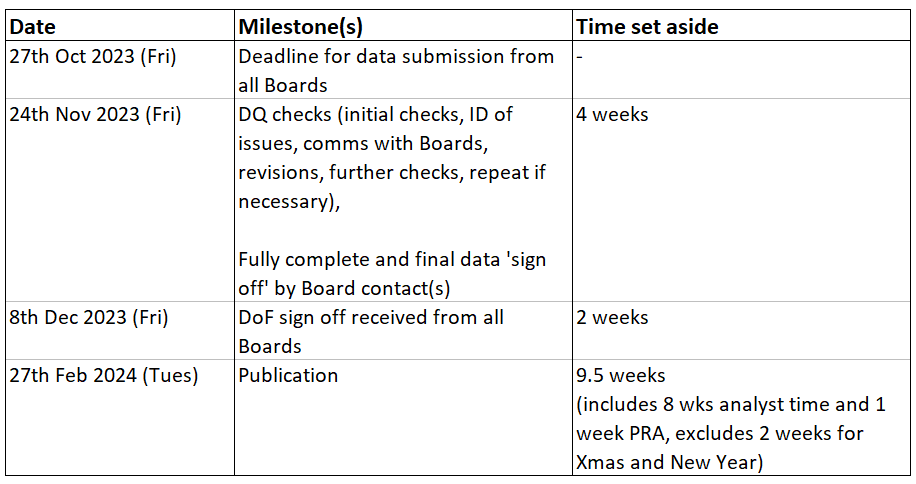 Date Milestone(s) Time set aside
27th Oct 2023 (Fri) Deadline for data submission from -
all Boards
24th Nov 2023 (Fri) DQ checks (initial checks, ID of 4 weeks
issues, comms with Boards,
revisions, further checks, repeat if
necessary),
Fully complete and final data 'sign
off' by Board contact(s)
8th Dec 2023 (Fri) DoF sign off received from all 2 weeks
Boards
27th Feb 2024 (Tues) Publication 9.5 weeks
(includes 8 wks analyst time and 1
week PRA, excludes 2 weeks for
Xmas and New Year)